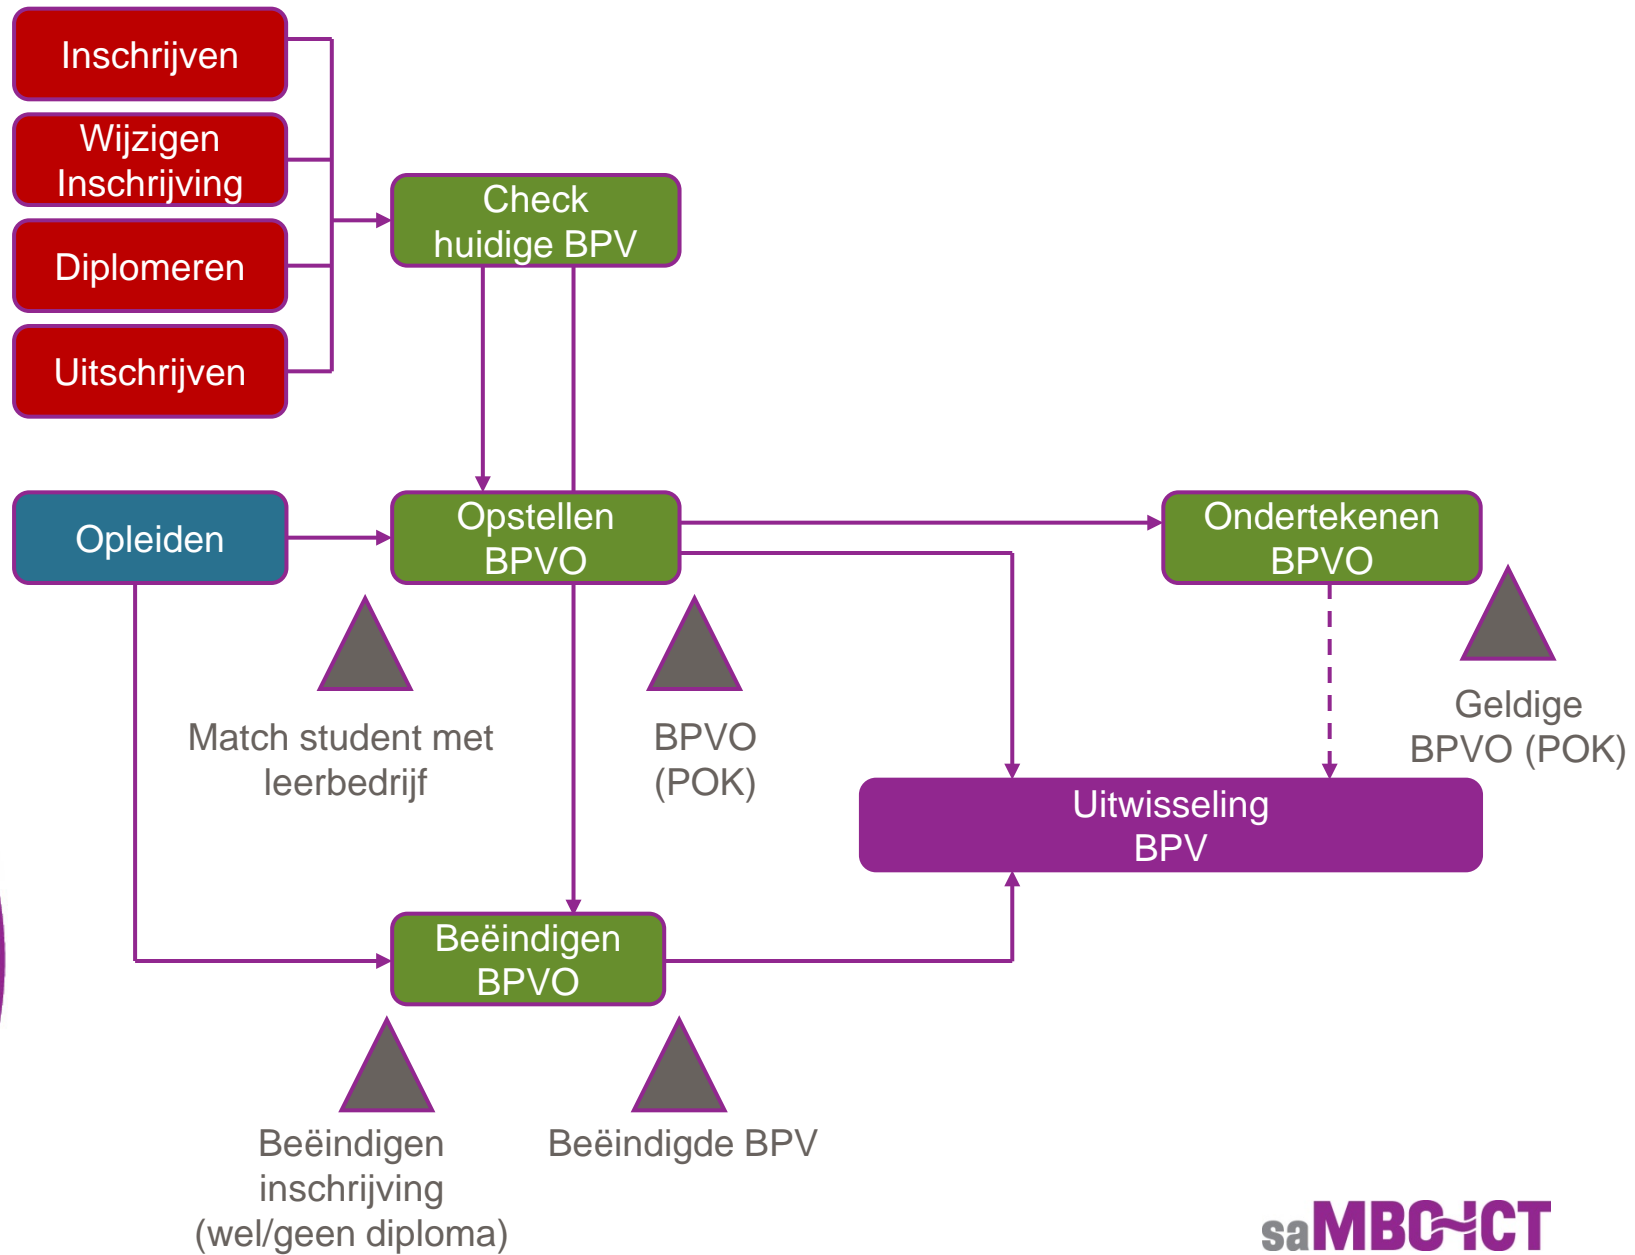 Inschrijven
Wijzigen
Inschrijving
Diplomeren
Uitschrijven
Check
huidige BPV
Opleiden
Opstellen
BPVO
Ondertekenen
BPVO
Match student met
leerbedrijf
BPVO
(POK)
Geldige
BPVO (POK)
Uitwisseling
BPV
Beëindigen
BPVO
Beëindigen
inschrijving
(wel/geen diploma)
Beëindigde BPV
saMBO-ICT